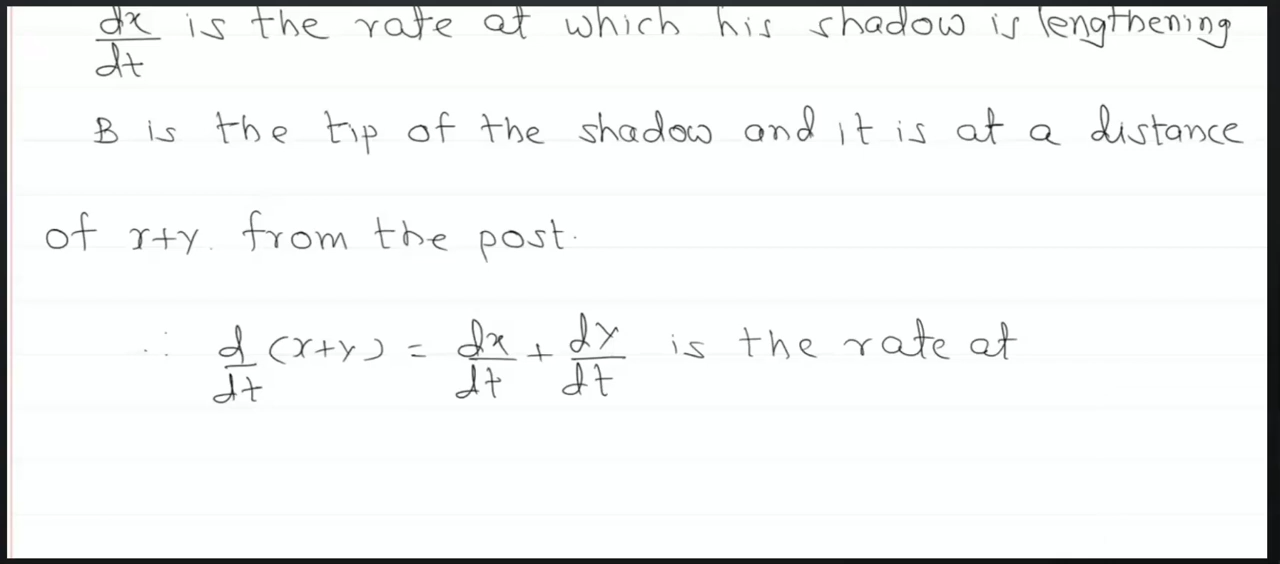 dx/dt is the rate at which his shadow is lengthening
B is the tip of the shadow and it is at a distance
of x+y. from the post.
∴ d/dt (x+y) = dx/dt + dy/dt is the rate at